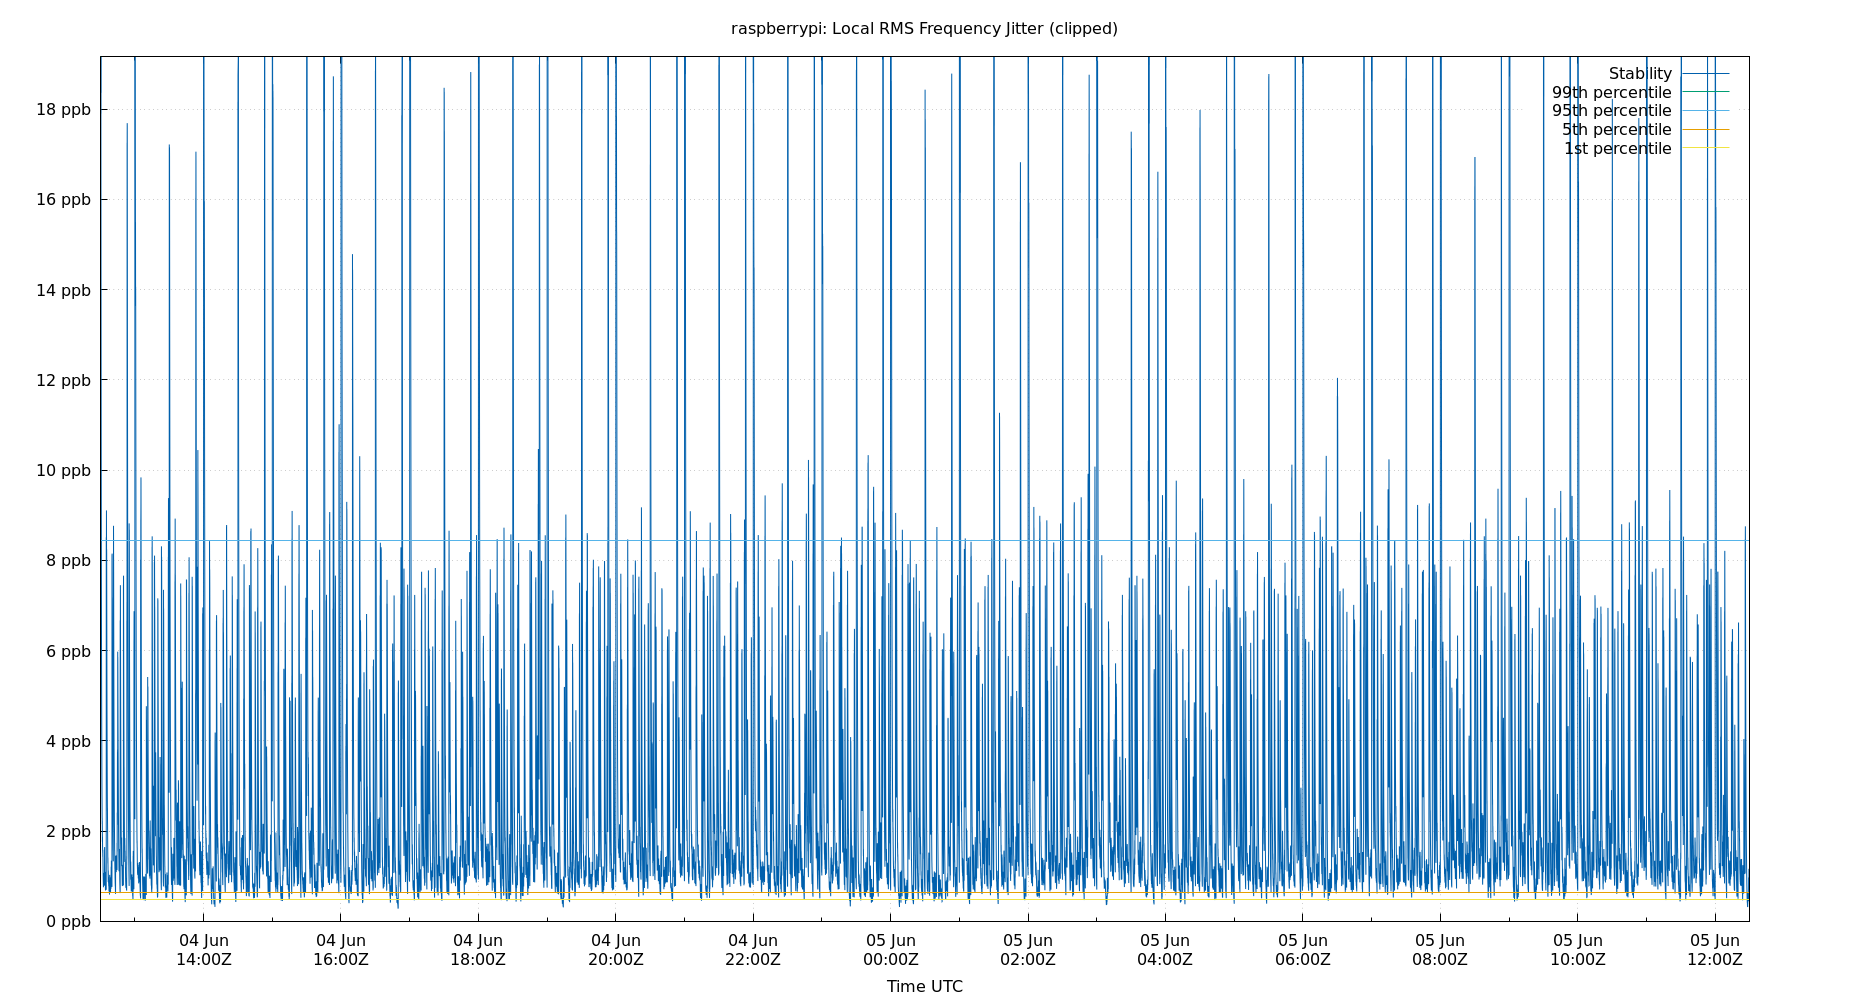 raspberrypi: Local RMS Frequency Jitter (clipped)
Stability
99th percentile
95th percentile
5th percentile
1st percentile
18 ppb
16 ppb
14 ppb
12 ppb
10 ppb
8 ppb
6 ppb
4 ppb
2 ppb
0 ppb
04 Jun 04 Jun 04 Jun 04 Jun 04 Jun 05 Jun 05 Jun 05 Jun 05 Jun 05 Jun 05 Jun 05 Jun
14:00Z 16:00Z 18:00Z 20:00Z 22:00Z 00:00Z 02:00Z 04:00Z 06:00Z 08:00Z 10:00Z 12:00Z
Time UTC